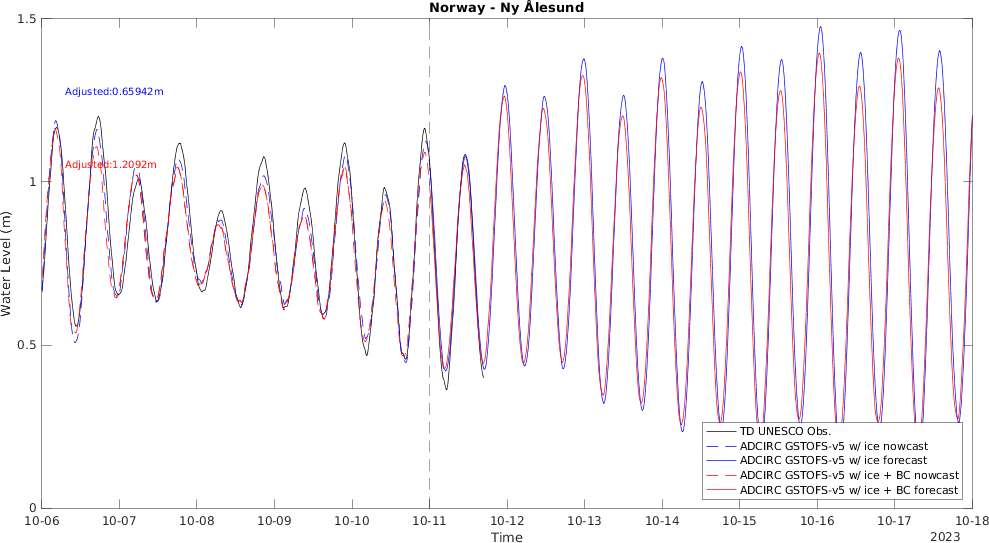 Norway - Ny Ålesund
1.5
1
0.5
0
Water Level (m)
Adjusted:0.65942m
Adjusted:1.2092m
TD UNESCO Obs.
ADCIRC GSTOFS-v5 w/ ice nowcast
ADCIRC GSTOFS-v5 w/ ice forecast
ADCIRC GSTOFS-v5 w/ ice + BC nowcast
ADCIRC GSTOFS-v5 w/ ice + BC forecast
10-06 10-07 10-08 10-09 10-10 10-11 10-12 10-13 10-14 10-15 10-16 10-17 10-18
Time
2023